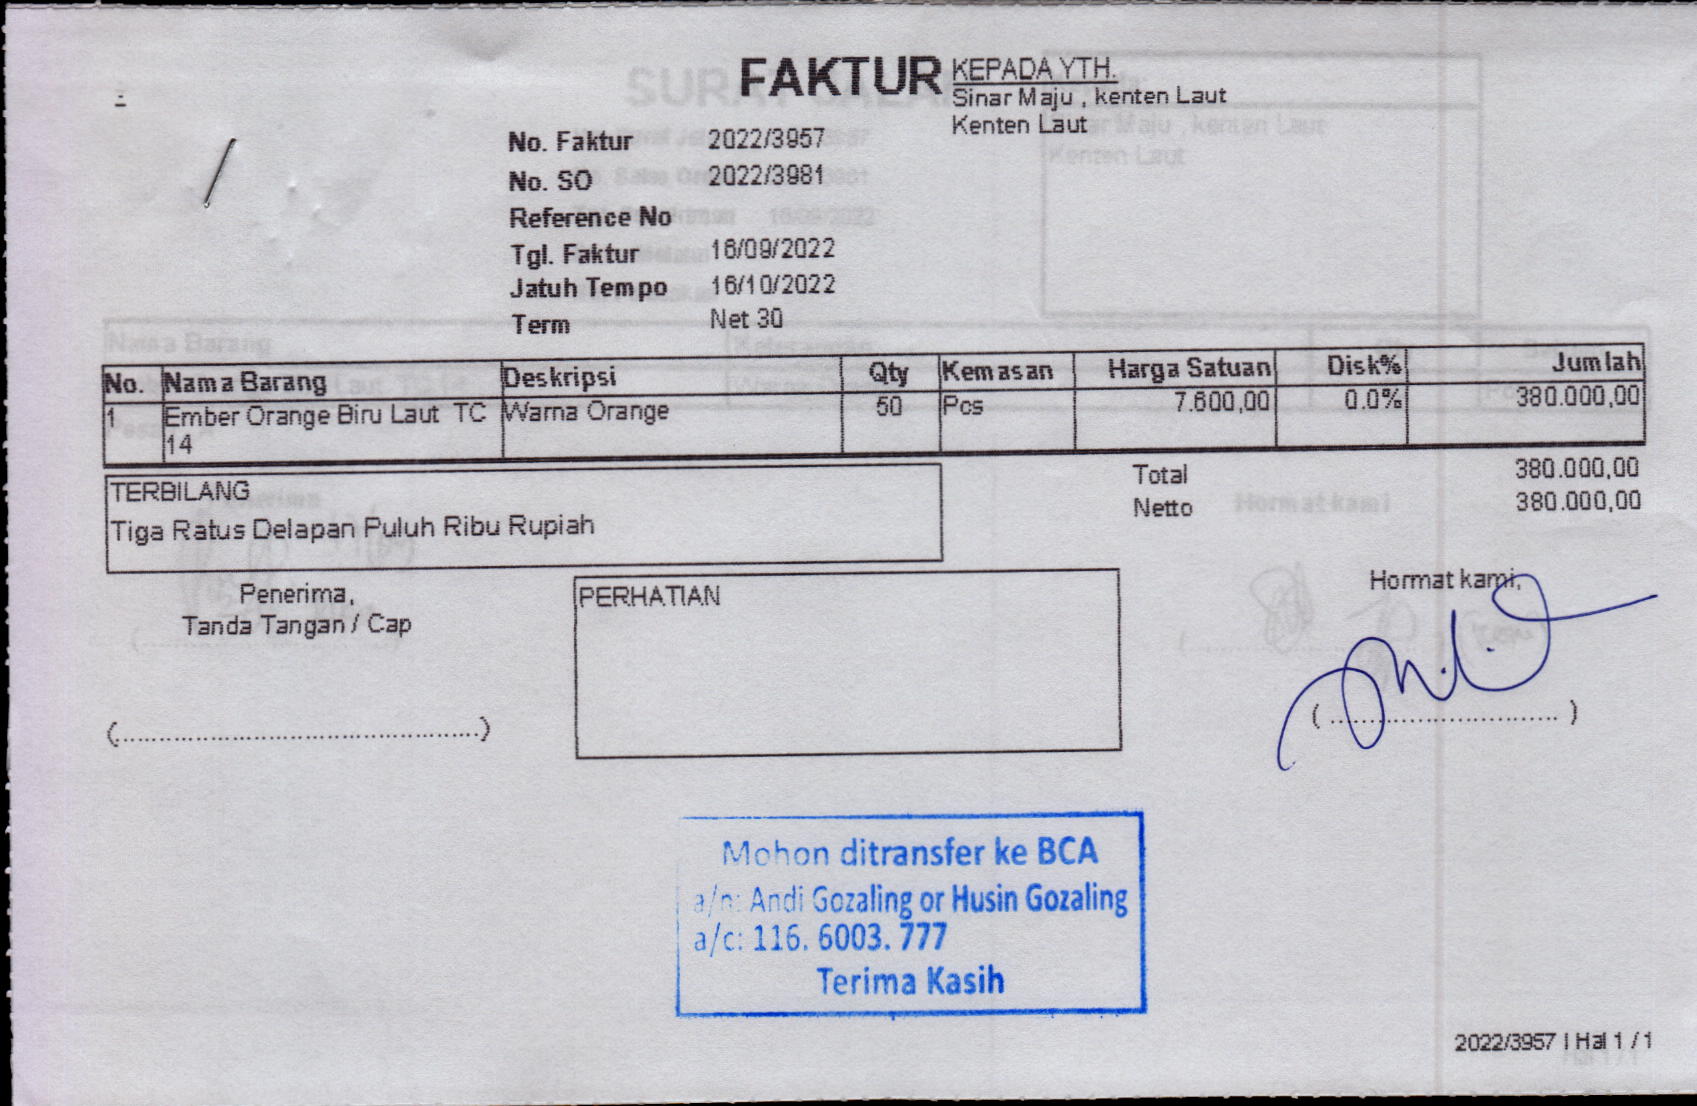 FAKTUR
KEPADA YTH.
Sinar Maju , kenten Laut
Kenten Laut
No. Faktur 2022/3957
No. SO 2022/3981
Reference No
Tgl. Faktur 16/09/2022
Jatuh Tempo 16/10/2022
Term Net 30
No. Nama Barang Deskripsi Qty Kemasan Harga Satuan Disk% Jumlah
1 Ember Orange Biru Laut TC Warna Orange 50 Pcs 7.600,00 0.0% 380.000,00
14
Total 380.000,00
Netto 380.000,00
TERBILANG
Tiga Ratus Delapan Puluh Ribu Rupiah
Penerima,
Tanda Tangan / Cap
(.................................................)
PERHATIAN
Hormat kami,
( ............................... )
Mohon ditransfer ke BCA
a/n: Andi Gozaling or Husin Gozaling
a/c: 116. 6003. 777
Terima Kasih
2022/3957 | Hal 1 / 1